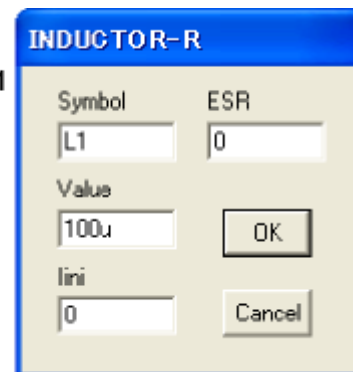 INDUCTOR-R
Symbol ESR
L1 0
Value
100u OK
Iini
0 Cancel